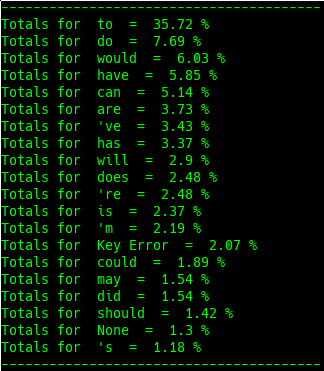 ----------------------------------------
Totals for  to  =  35.72 %
Totals for  do  =  7.69 %
Totals for  would  =  6.03 %
Totals for  have  =  5.85 %
Totals for  can  =  5.14 %
Totals for  are  =  3.73 %
Totals for  've  =  3.43 %
Totals for  has  =  3.37 %
Totals for  will  =  2.9 %
Totals for  does  =  2.48 %
Totals for  're  =  2.48 %
Totals for  is  =  2.37 %
Totals for  'm  =  2.19 %
Totals for  Key Error  =  2.07 %
Totals for  could  =  1.89 %
Totals for  may  =  1.54 %
Totals for  did  =  1.54 %
Totals for  should  =  1.42 %
Totals for  None  =  1.3 %
Totals for  's  =  1.18 %
----------------------------------------